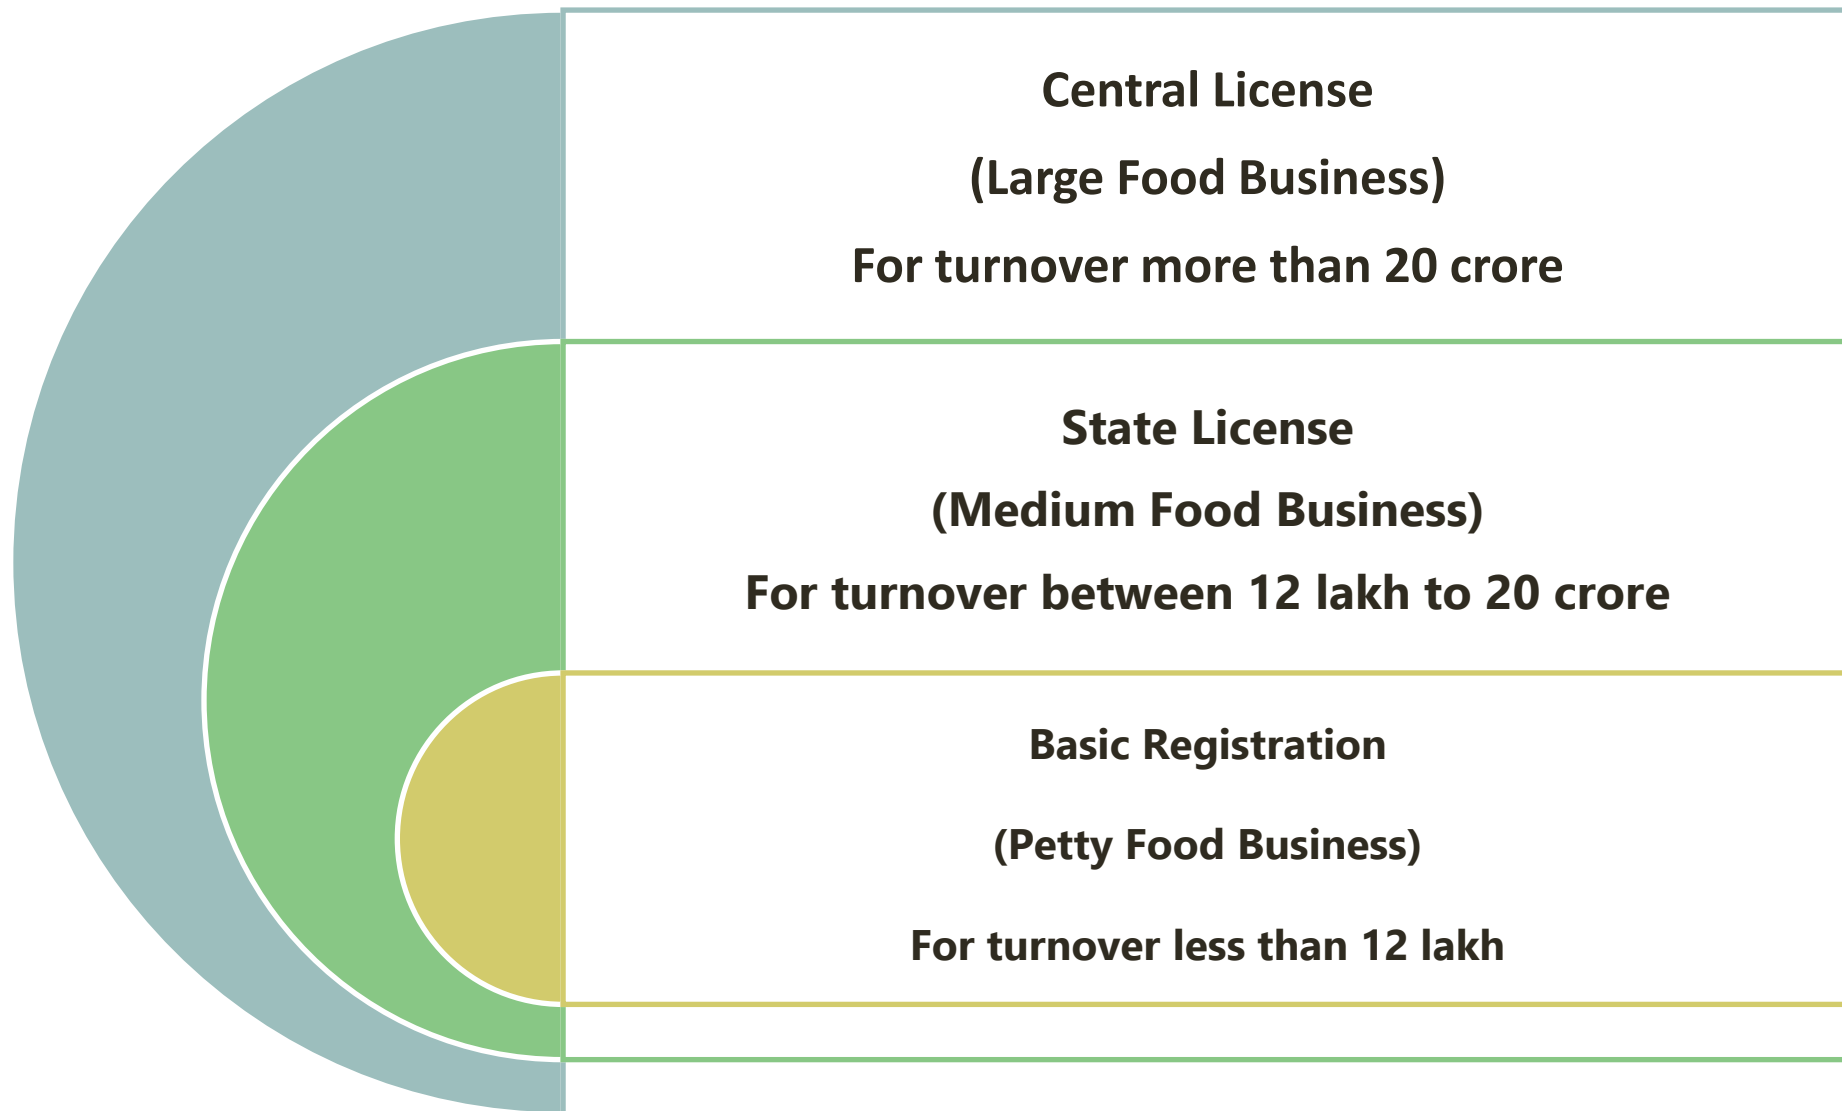 Central License
(Large Food Business)
For turnover more than 20 crore
State License
(Medium Food Business)
For turnover between 12 lakh to 20 crore
Basic Registration
(Petty Food Business)
For turnover less than 12 lakh